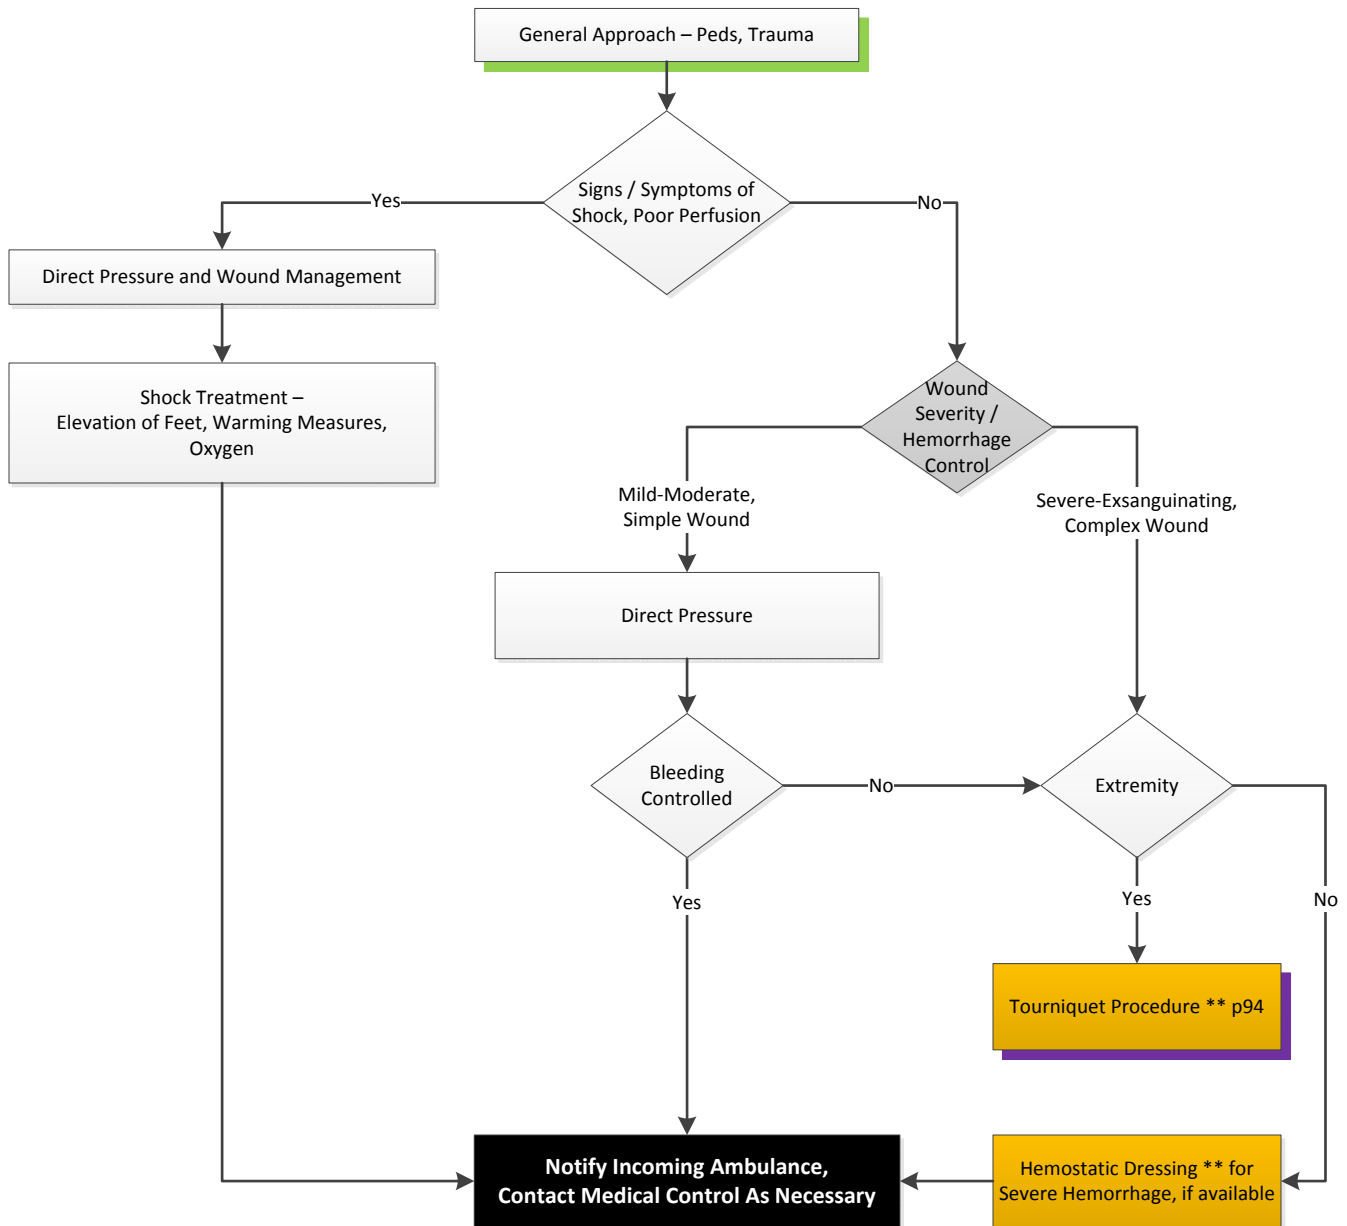 General Approach – Peds, Trauma
Signs / Symptoms of
Shock, Poor Perfusion
Yes
No
Direct Pressure and Wound Management
Shock Treatment –
Elevation of Feet, Warming Measures,
Oxygen
Wound
Severity /
Hemorrhage
Control
Mild-Moderate,
Simple Wound
Severe-Exsanguinating,
Complex Wound
Direct Pressure
Bleeding
Controlled
No
Extremity
Yes
Yes
No
Tourniquet Procedure ** p94
Notify Incoming Ambulance,
Contact Medical Control As Necessary
Hemostatic Dressing ** for
Severe Hemorrhage, if available